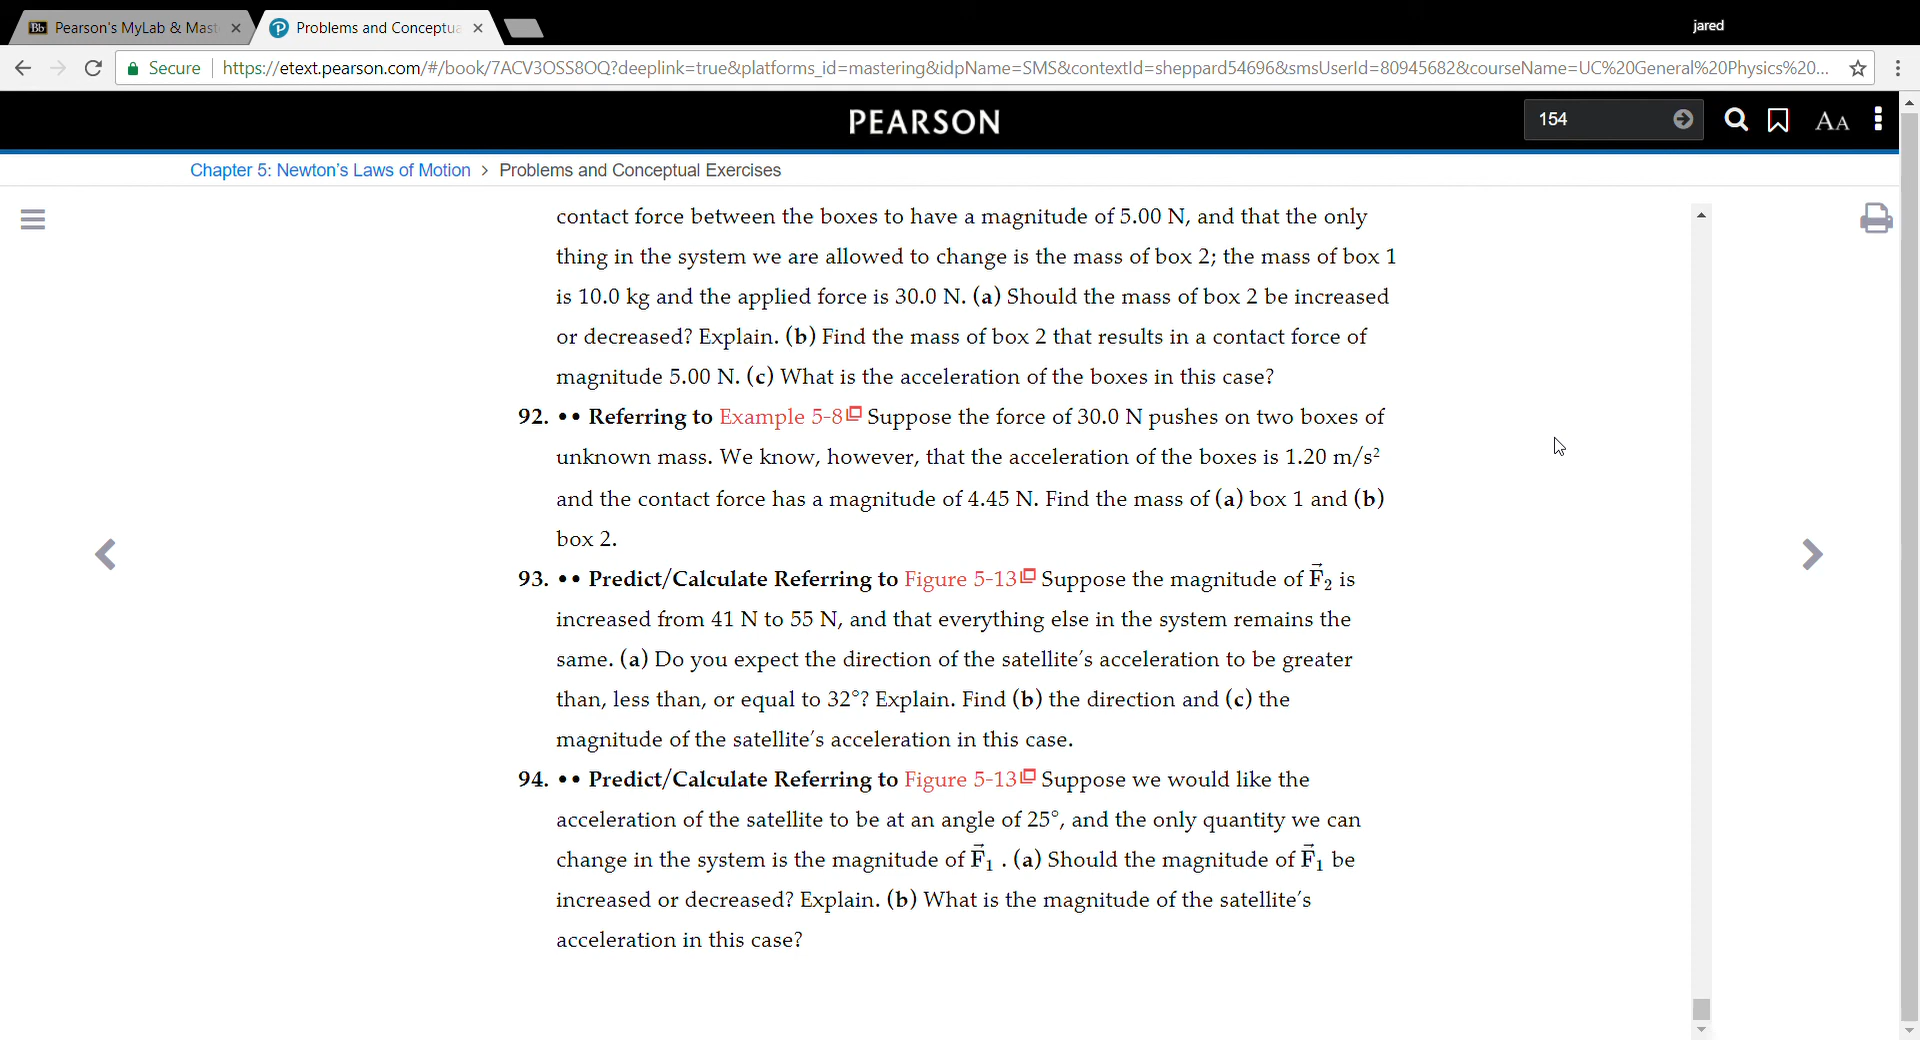 Bb Pearson's MyLab & Mast
Problems and Conceptua
jared
Secure
https://etext.pearson.com/#/book/7ACV3OSS8OQ?deeplink=true&platforms_id=mastering&idpName=SMS&contextId=sheppard54696&smsUserId=80945682&courseName=UC%20General%20Physics%20...
PEARSON
154
AA
Chapter 5: Newton's Laws of Motion > Problems and Conceptual Exercises
contact force between the boxes to have a magnitude of 5.00 N, and that the only
thing in the system we are allowed to change is the mass of box 2; the mass of box 1
is 10.0 kg and the applied force is 30.0 N. (a) Should the mass of box 2 be increased
or decreased? Explain. (b) Find the mass of box 2 that results in a contact force of
magnitude 5.00 N. (c) What is the acceleration of the boxes in this case?
92. •• Referring to Example 5-8 Suppose the force of 30.0 N pushes on two boxes of
unknown mass. We know, however, that the acceleration of the boxes is 1.20 m/s²
and the contact force has a magnitude of 4.45 N. Find the mass of (a) box 1 and (b)
box 2.
93. •• Predict/Calculate Referring to Figure 5-13 Suppose the magnitude of F⃗₂ is
increased from 41 N to 55 N, and that everything else in the system remains the
same. (a) Do you expect the direction of the satellite's acceleration to be greater
than, less than, or equal to 32°? Explain. Find (b) the direction and (c) the
magnitude of the satellite's acceleration in this case.
94. •• Predict/Calculate Referring to Figure 5-13 Suppose we would like the
acceleration of the satellite to be at an angle of 25°, and the only quantity we can
change in the system is the magnitude of F⃗₁ . (a) Should the magnitude of F⃗₁ be
increased or decreased? Explain. (b) What is the magnitude of the satellite's
acceleration in this case?